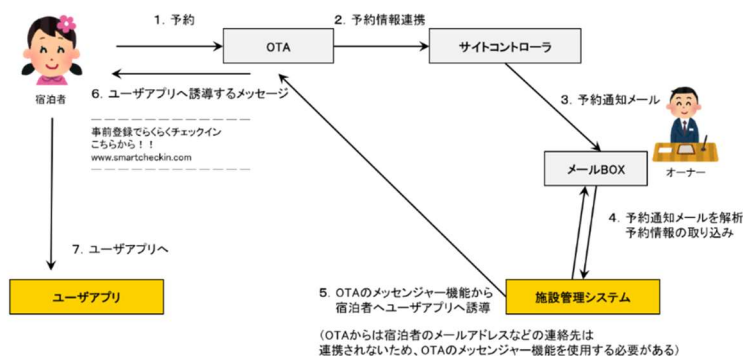 1. 予約
2. 予約情報連携
OTA
サイトコントローラ
宿泊者
6. ユーザアプリへ誘導するメッセージ
3. 予約通知メール
事前登録でらくらくチェックイン
こちらから！！
www.smartcheckin.com
メールBOX
オーナー
4. 予約通知メールを解析
予約情報の取り込み
7. ユーザアプリへ
ユーザアプリ
5. OTAのメッセンジャー機能から
宿泊者へユーザアプリへ誘導
施設管理システム
（OTAからは宿泊者のメールアドレスなどの連絡先は
連携されないため、OTAのメッセンジャー機能を使用する必要がある）